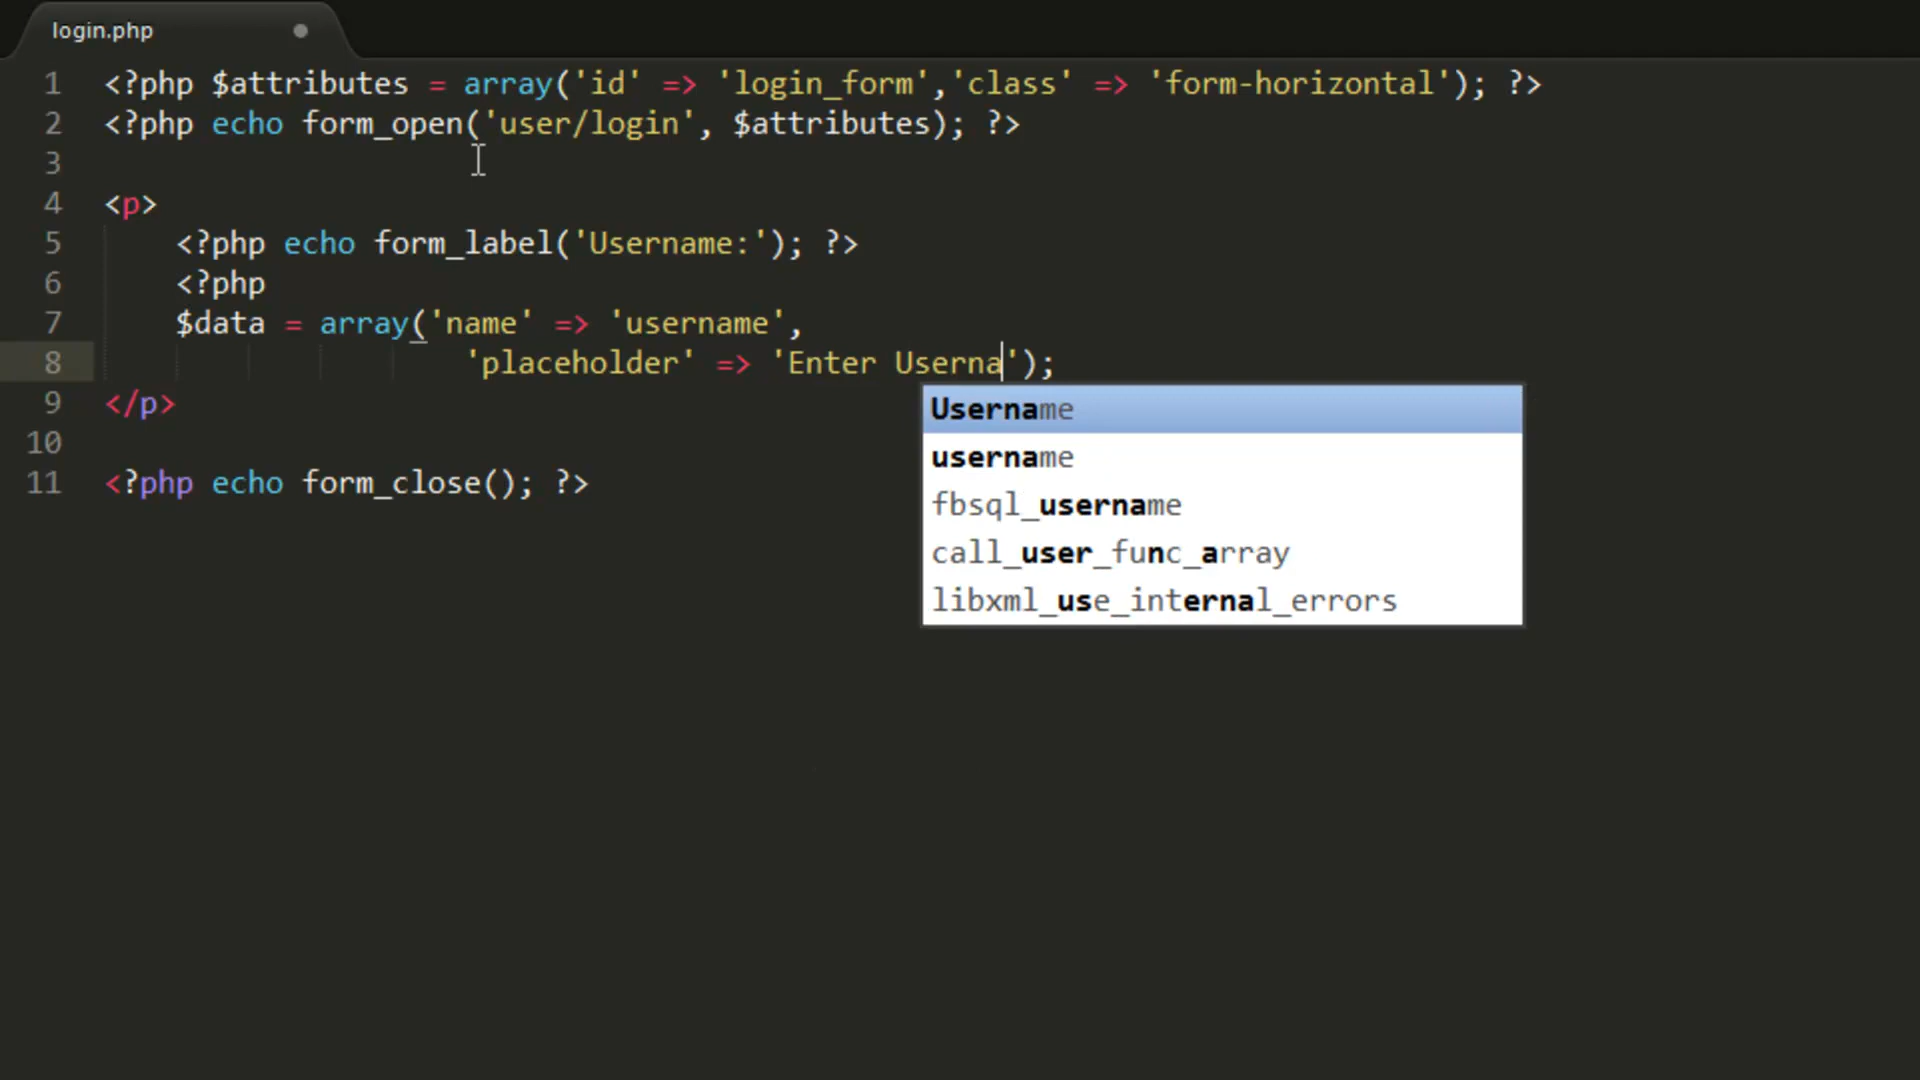 login.php
1 <?php $attributes = array('id' => 'login_form','class' => 'form-horizontal'); ?>
2 <?php echo form_open('user/login', $attributes); ?>
3
4 <p>
5 <?php echo form_label('Username:'); ?>
6 <?php
7 $data = array('name' => 'username',
8 'placeholder' => 'Enter Userna');
9 </p>
10
11 <?php echo form_close(); ?>
Username
username
fbsql_username
call_user_func_array
libxml_use_internal_errors